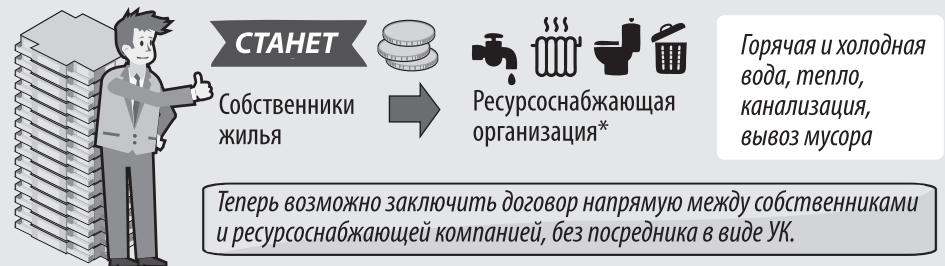 СТАНЕТ
Собственники
жилья
Ресурсоснабжающая
организация*
Горячая и холодная
вода, тепло,
канализация,
вывоз мусора
Теперь возможно заключить договор напрямую между собственниками
и ресурсоснабжающей компанией, без посредника в виде УК.